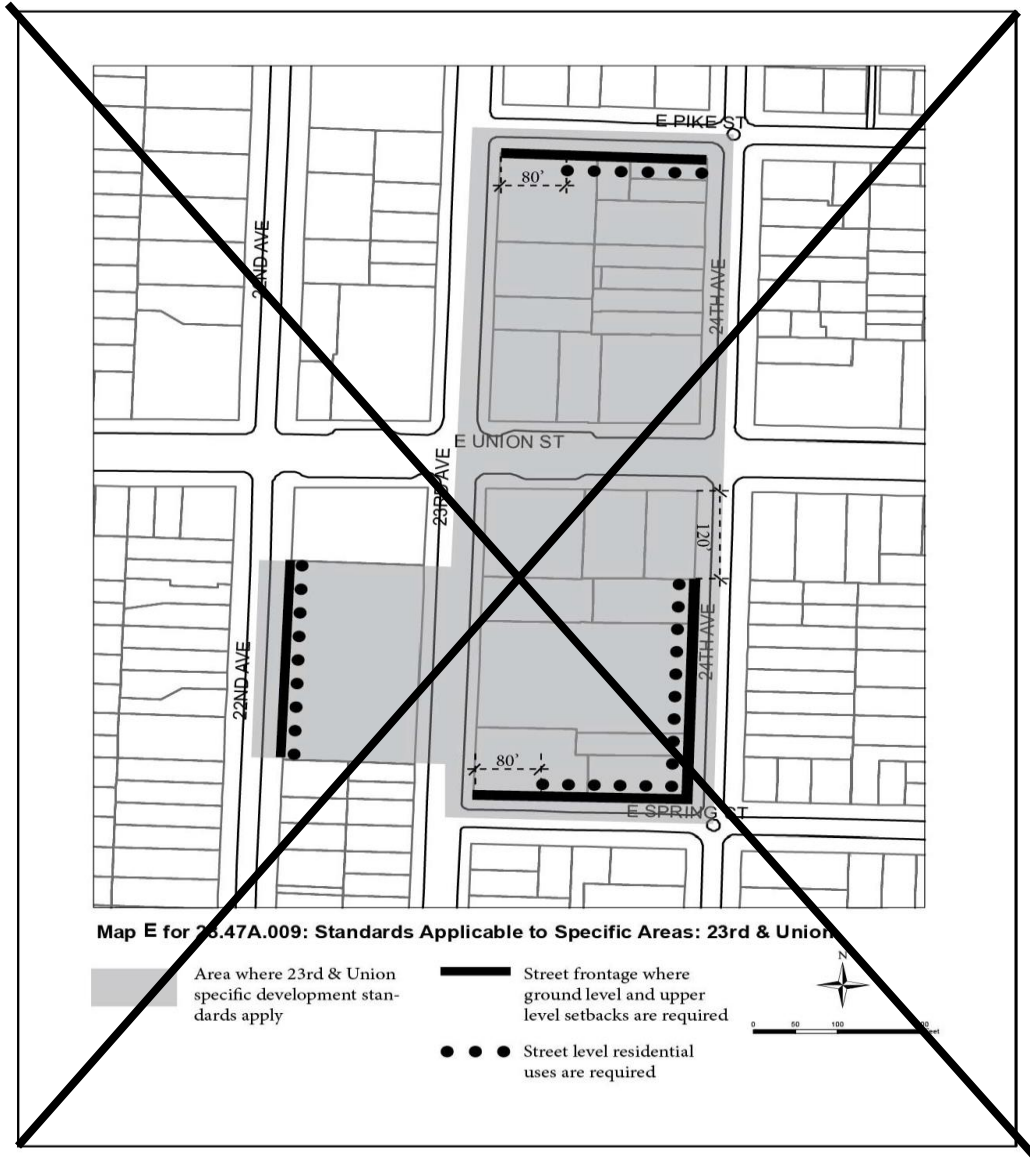 E PIKE ST
80’
22ND AVE
24TH AVE
E UNION ST
23RD AVE
120’
24TH AVE
22ND AVE
80’
E SPRING ST
Map E for 23.47A.009: Standards Applicable to Specific Areas: 23rd & Union
N
Area where 23rd & Union
specific development stan-
dards apply
Street frontage where
ground level and upper
level setbacks are required
0 50 100
Street level residential
uses are required